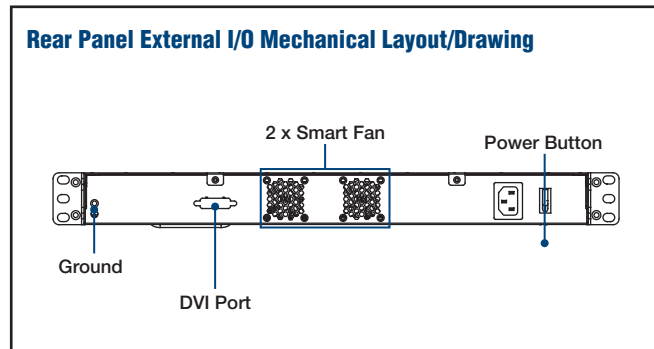 Rear Panel External I/O Mechanical Layout/Drawing
2 x Smart Fan
Power Button
Ground
DVI Port